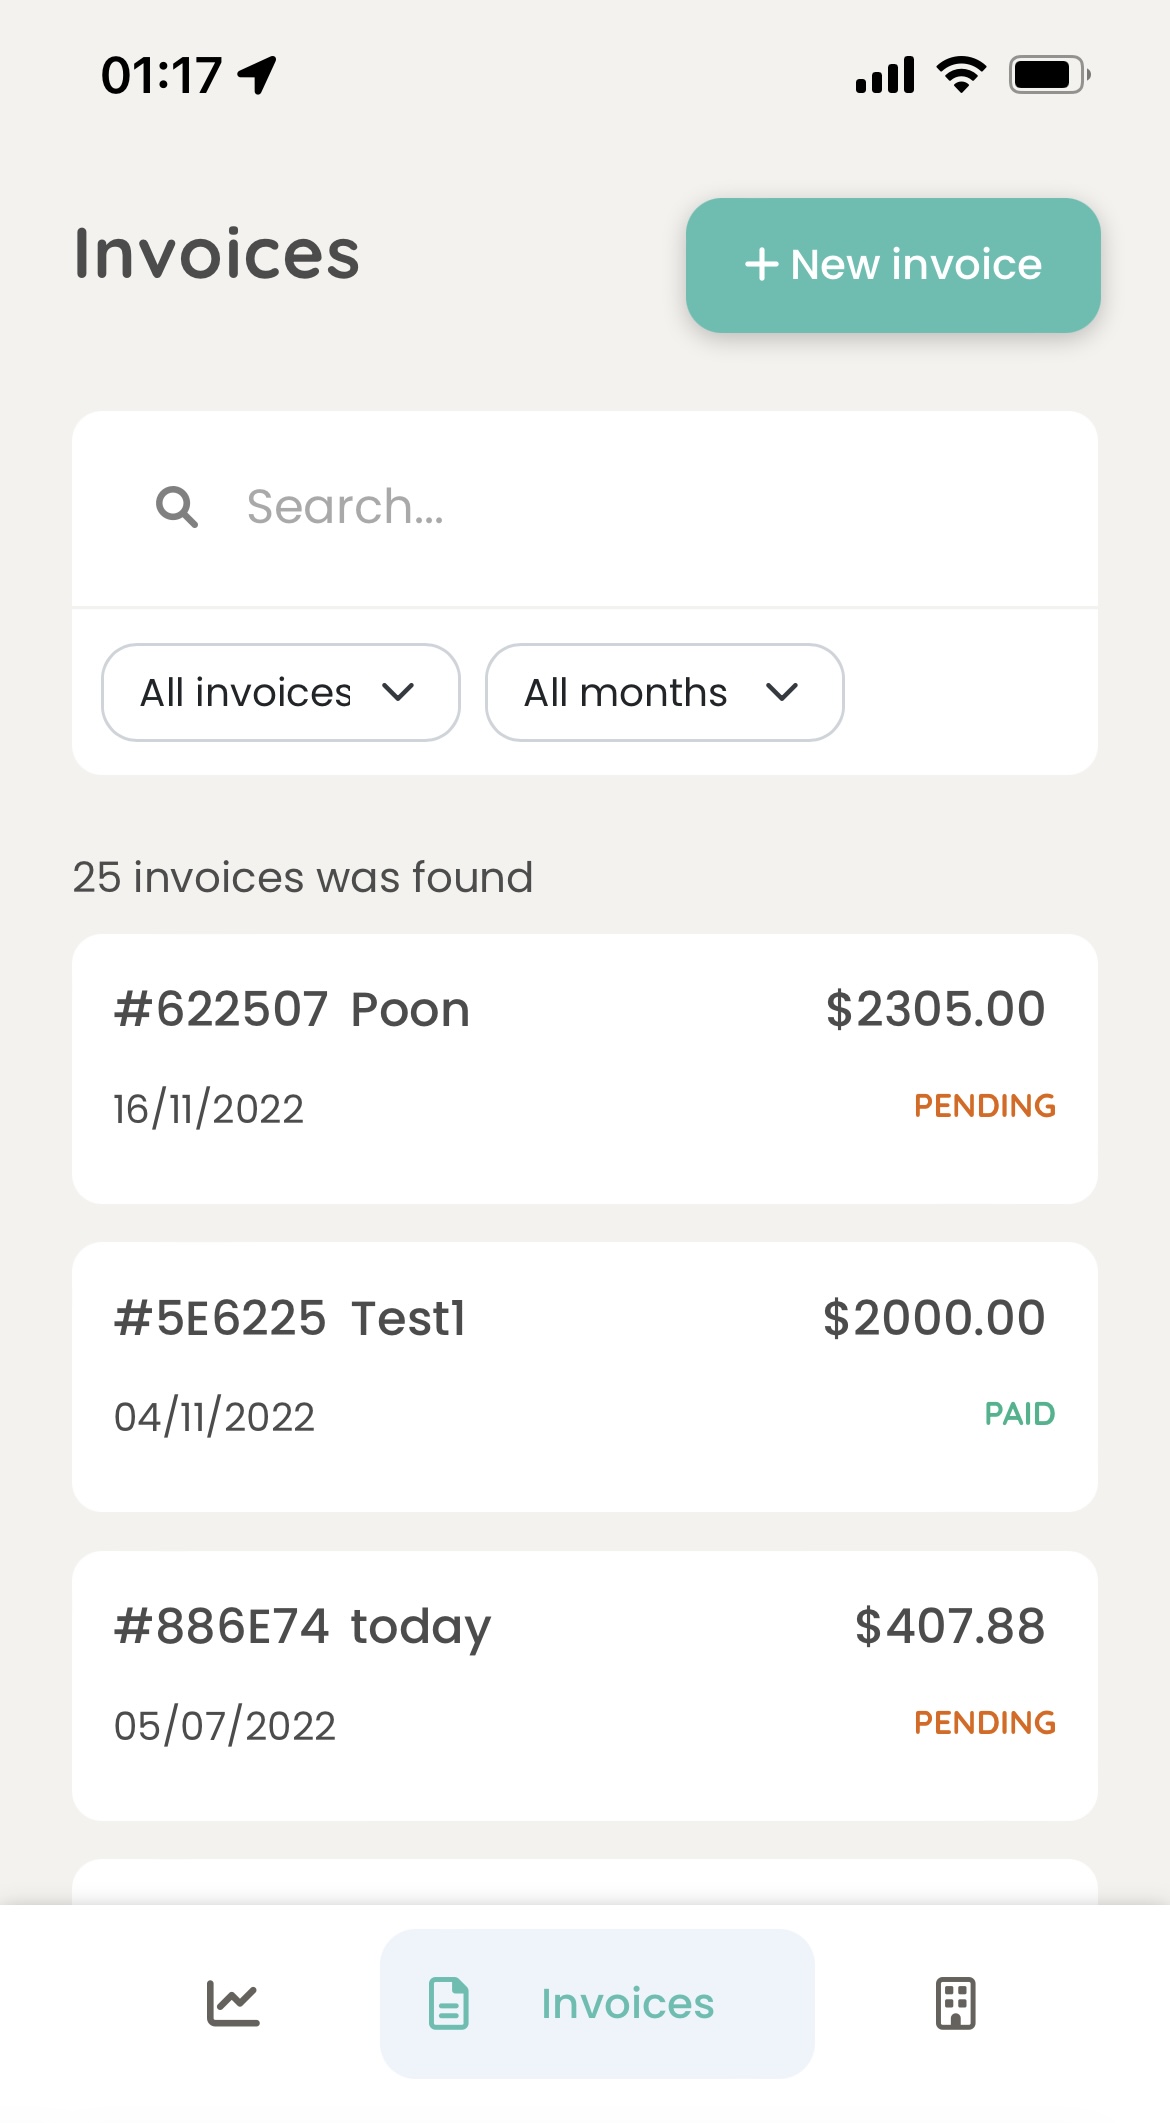 01:17
Invoices
+ New invoice
Search...
All invoices
All months
25 invoices was found
#622507 Poon $2305.00
16/11/2022 PENDING
#5E6225 Test1 $2000.00
04/11/2022 PAID
#886E74 today $407.88
05/07/2022 PENDING
Invoices